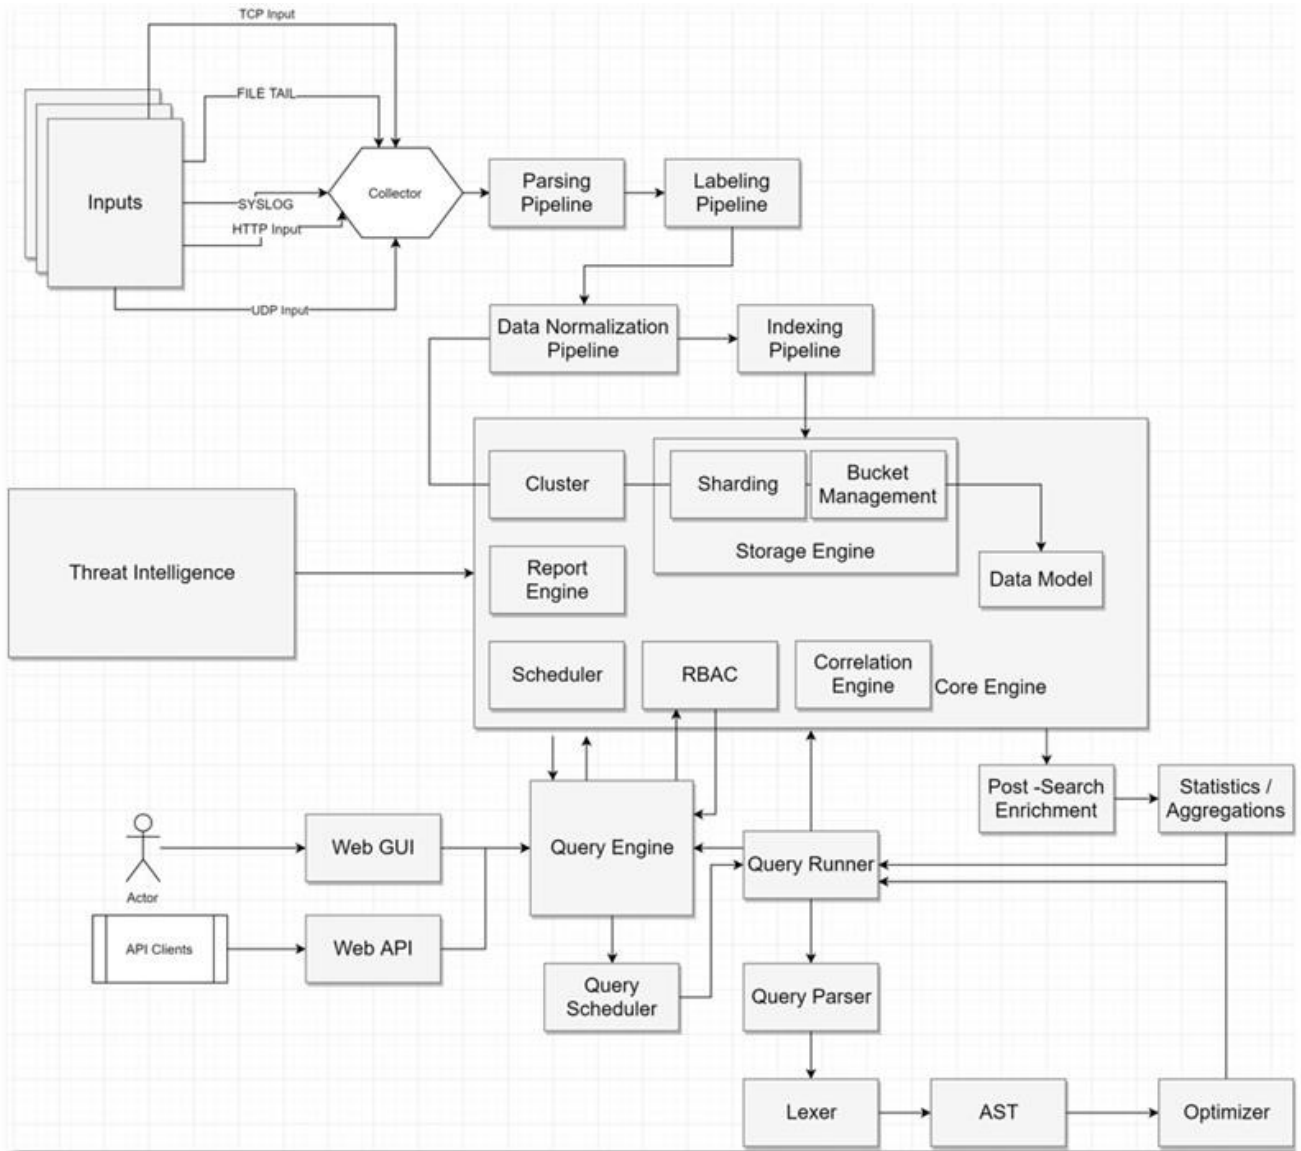 TCP Input
FILE TAIL
Inputs
SYSLOG
HTTP Input
UDP Input
Collector
Parsing
Pipeline
Labeling
Pipeline
Data Normalization
Pipeline
Indexing
Pipeline
Cluster
Sharding
Bucket
Management
Storage Engine
Data Model
Threat Intelligence
Report
Engine
Scheduler
RBAC
Correlation
Engine
Core Engine
Post -Search
Enrichment
Statistics /
Aggregations
Actor
Web GUI
Query Engine
Query Runner
API Clients
Web API
Query
Scheduler
Query Parser
Lexer
AST
Optimizer